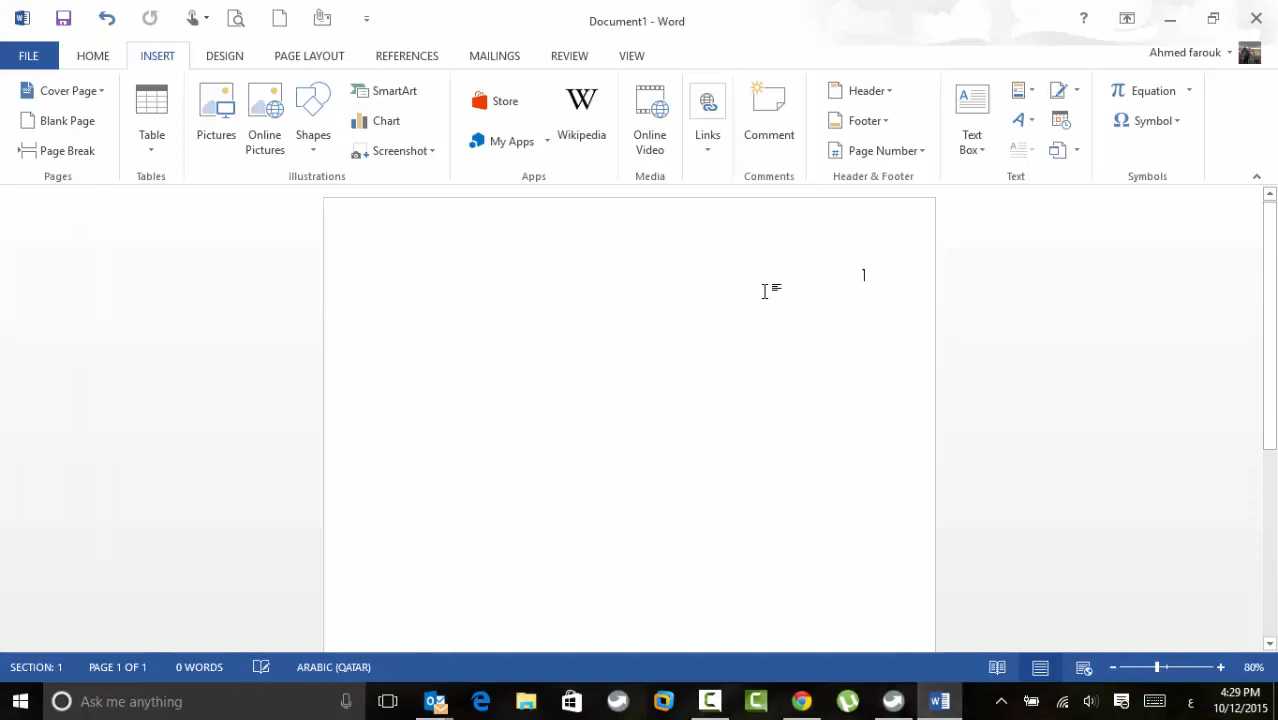 Document1 - Word
?
FILE
HOME
INSERT
DESIGN
PAGE LAYOUT
REFERENCES
MAILINGS
REVIEW
VIEW
Ahmed farouk
Cover Page
Blank Page
Page Break
Pages
Table
Tables
Pictures
Online
Pictures
Shapes
SmartArt
Chart
Screenshot
Illustrations
Store
My Apps
Wikipedia
Apps
Online
Video
Media
Links
Comment
Comments
Header
Footer
Page Number
Header & Footer
Text
Box
Text
Equation
Symbol
Symbols
SECTION: 1
PAGE 1 OF 1
0 WORDS
ARABIC (QATAR)
80%
Ask me anything
ع
4:29 PM
10/12/2015